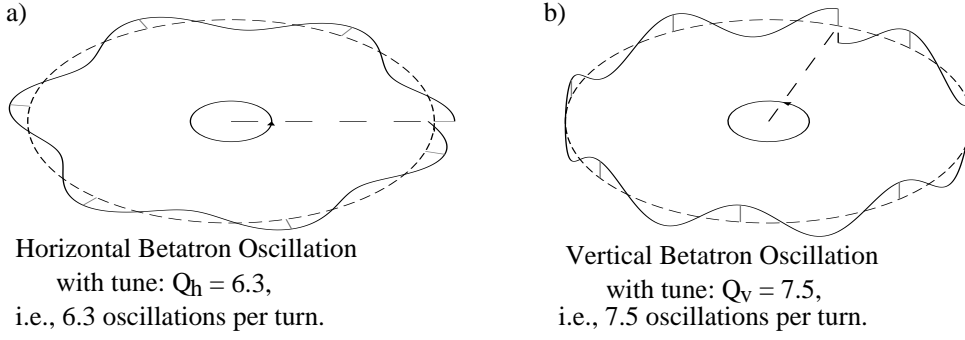 a)
Horizontal Betatron Oscillation
with tune: Qh = 6.3,
i.e., 6.3 oscillations per turn.
b)
Vertical Betatron Oscillation
with tune: Qv = 7.5,
i.e., 7.5 oscillations per turn.